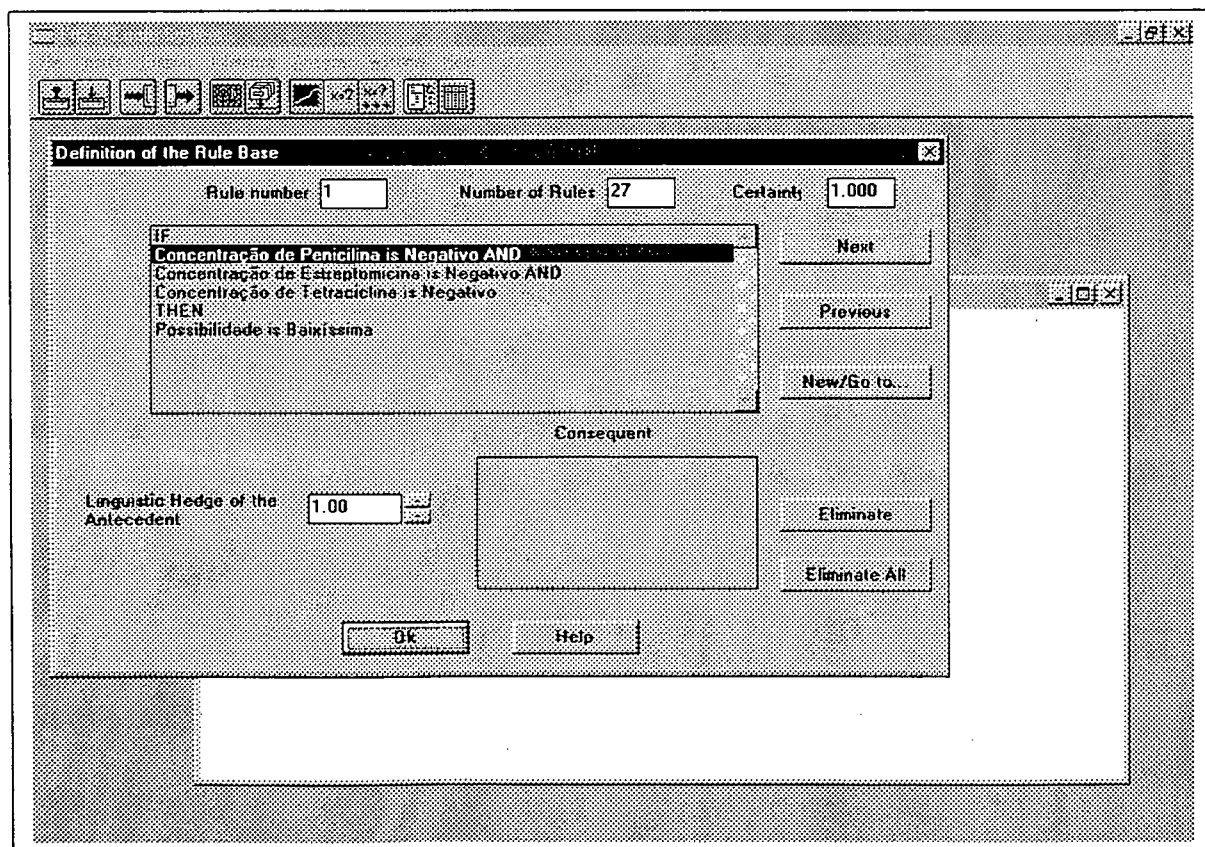 Definition of the Rule Base
Rule number 1 Number of Rules 27 Certainty 1.000
IF
Concentração de Penicilina is Negativo AND
Concentração de Estreptomicina is Negativo AND
Concentração de Tetraciclina is Negativo
THEN
Possibilidade is Baixíssima
Next
Previous
New/Go to...
Consequent
Linguistic Hedge of the
Antecedent
1.00
Eliminate
Eliminate All
Ok Help